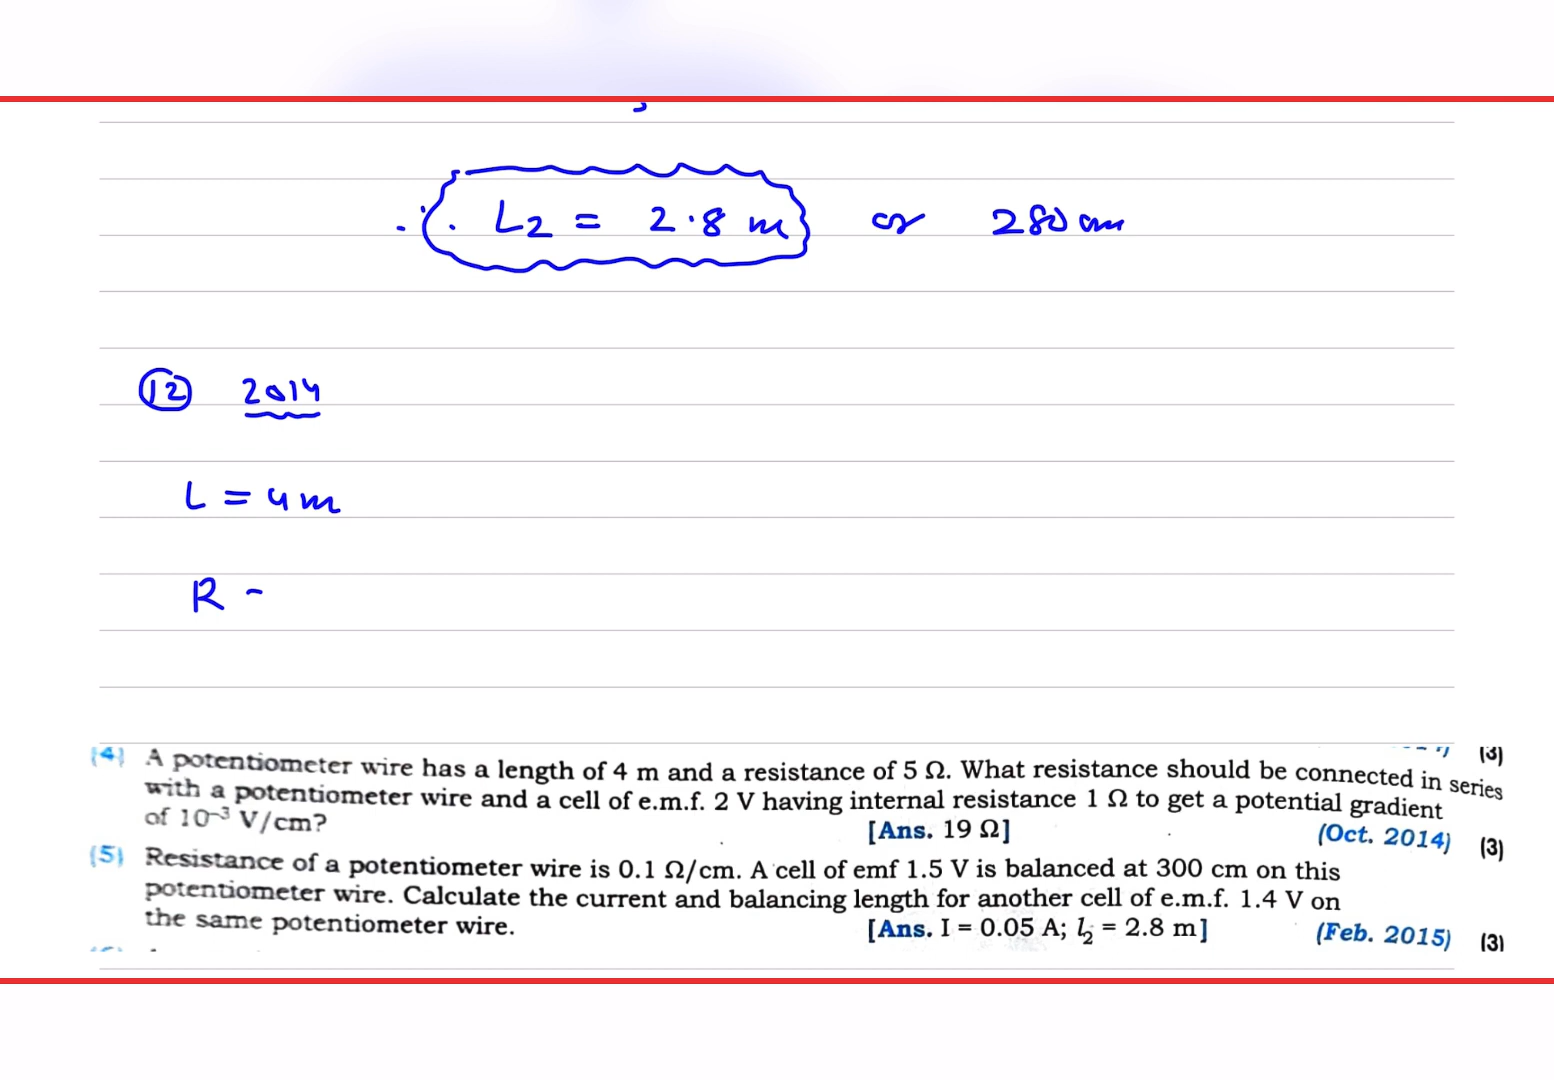 ∴ L2 = 2.8 m or 280 cm
(12) 2014
L = 4m
R -
(4) A potentiometer wire has a length of 4 m and a resistance of 5 Ω. What resistance should be connected in series (3)
with a potentiometer wire and a cell of e.m.f. 2 V having internal resistance 1 Ω to get a potential gradient
of 10⁻³ V/cm? [Ans. 19 Ω] (Oct. 2014) (3)
(5) Resistance of a potentiometer wire is 0.1 Ω/cm. A cell of emf 1.5 V is balanced at 300 cm on this
potentiometer wire. Calculate the current and balancing length for another cell of e.m.f. 1.4 V on
the same potentiometer wire. [Ans. I = 0.05 A; l₂ = 2.8 m] (Feb. 2015) (3)